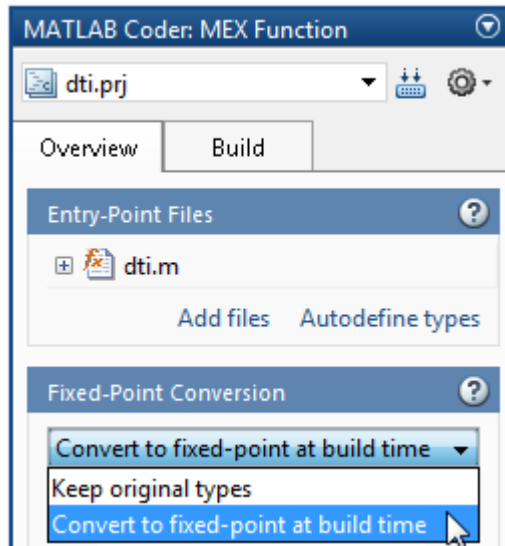 MATLAB Coder: MEX Function
dti.prj
Overview Build
Entry-Point Files ?
dti.m
Add files Autodefine types
Fixed-Point Conversion ?
Convert to fixed-point at build time
Keep original types
Convert to fixed-point at build time